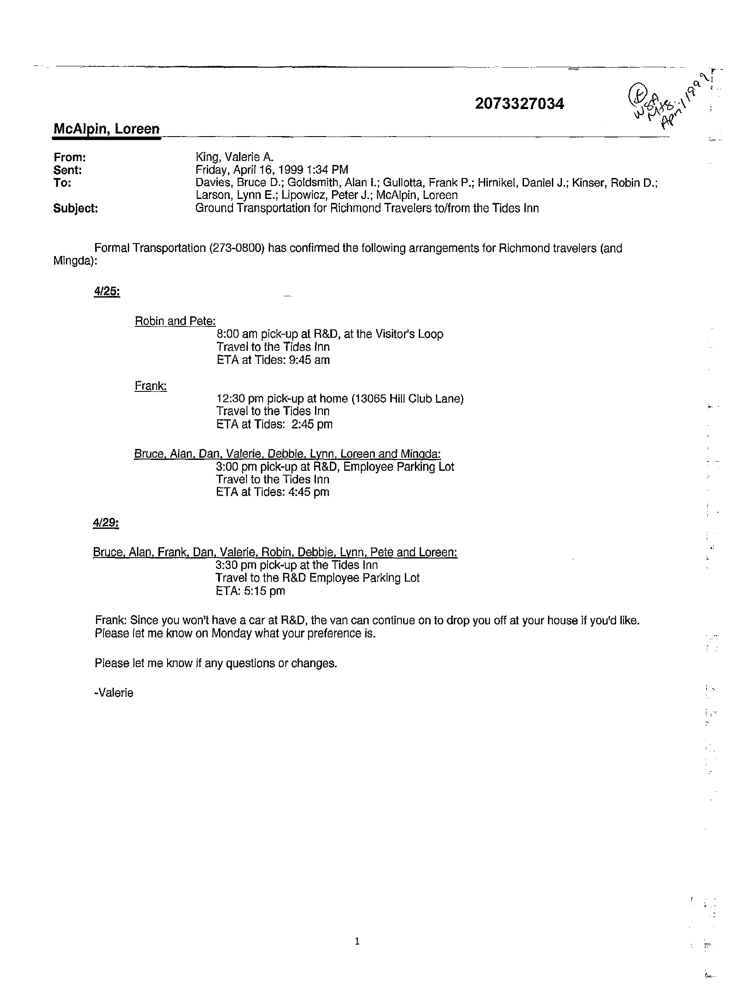 2073327034
WSA
Mtg.
April 1999
McAlpin, Loreen
From: King, Valerie A.
Sent: Friday, April 16, 1999 1:34 PM
To: Davies, Bruce D.; Goldsmith, Alan I.; Gullotta, Frank P.; Hirnikel, Daniel J.; Kinser, Robin D.;
Larson, Lynn E.; Lipowicz, Peter J.; McAlpin, Loreen
Subject: Ground Transportation for Richmond Travelers to/from the Tides Inn
Formal Transportation (273-0800) has confirmed the following arrangements for Richmond travelers (and
Mingda):
4/25:
Robin and Pete:
8:00 am pick-up at R&D, at the Visitor's Loop
Travel to the Tides Inn
ETA at Tides: 9:45 am
Frank:
12:30 pm pick-up at home (13065 Hill Club Lane)
Travel to the Tides Inn
ETA at Tides: 2:45 pm
Bruce, Alan, Dan, Valerie, Debbie, Lynn, Loreen and Mingda:
3:00 pm pick-up at R&D, Employee Parking Lot
Travel to the Tides Inn
ETA at Tides: 4:45 pm
4/29:
Bruce, Alan, Frank, Dan, Valerie, Robin, Debbie, Lynn, Pete and Loreen:
3:30 pm pick-up at the Tides Inn
Travel to the R&D Employee Parking Lot
ETA: 5:15 pm
Frank: Since you won't have a car at R&D, the van can continue on to drop you off at your house if you'd like.
Please let me know on Monday what your preference is.
Please let me know if any questions or changes.
-Valerie
1